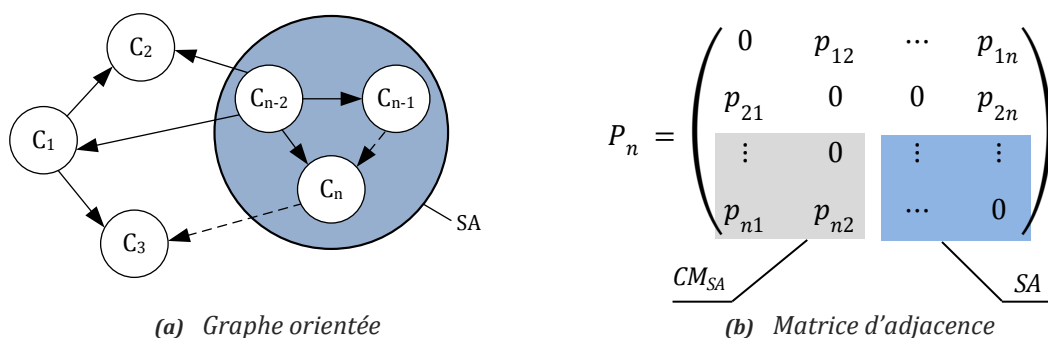 C2
Cn-2
Cn-1
C1
Cn
C3
SA
Pn =
0 p12 ⋯ p1n
p21 0 0 p2n
⋮ 0 ⋮ ⋮
pn1 pn2 ⋯ 0
CMSA
SA
(a) Graphe orientée
(b) Matrice d'adjacence